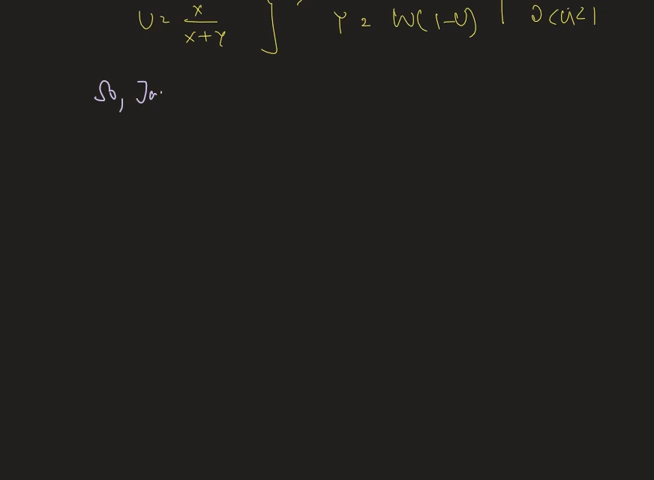 U = x/(x+y) } Y = W(1-U) | 0<U<1
So, Ja